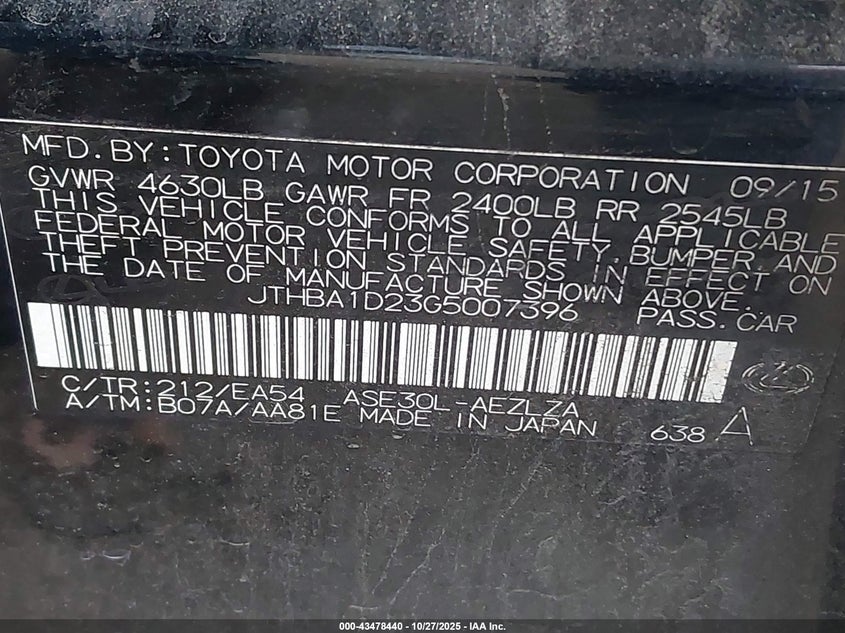 MFD.BY:TOYOTA MOTOR CORPORATION 09/15
GVWR 4630LB GAWR FR 2400LB RR 2545LB
THIS VEHICLE CONFORMS TO ALL APPLICABLE
FEDERAL MOTOR VEHICLE SAFETY,BUMPER,AND
THEFT PREVENTION STANDARDS IN EFFECT ON
THE DATE OF MANUFACTURE SHOWN ABOVE.
JTHBA1D23G5007396 PASS.CAR
C/TR:212/EA54 ASE30L-AEZLZA
A/TM:B07A/AA81E MADE IN JAPAN 638 A
000-43478440 | 10/27/2025 - IAA Inc.